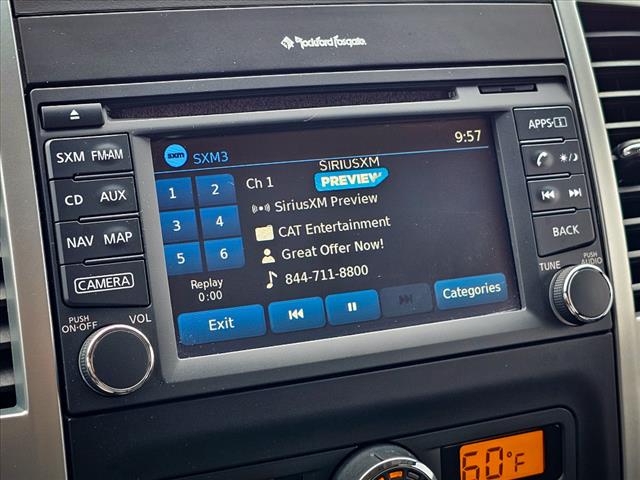 Rockford Fosgate
SXM FM·AM
CD AUX
NAV MAP
CAMERA
PUSH ON·OFF VOL
APPS·i
BACK
TUNE PUSH AUDIO
sxm SXM3 9:57
1 2
3 4
5 6
Replay
0:00
SIRIUSXM
Ch 1 PREVIEW
SiriusXM Preview
CAT Entertainment
Great Offer Now!
844-711-8800
Exit Categories
60°F